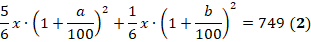 5/6 x · (1 + a/100)² + 1/6 x · (1 + b/100)² = 749 (2)